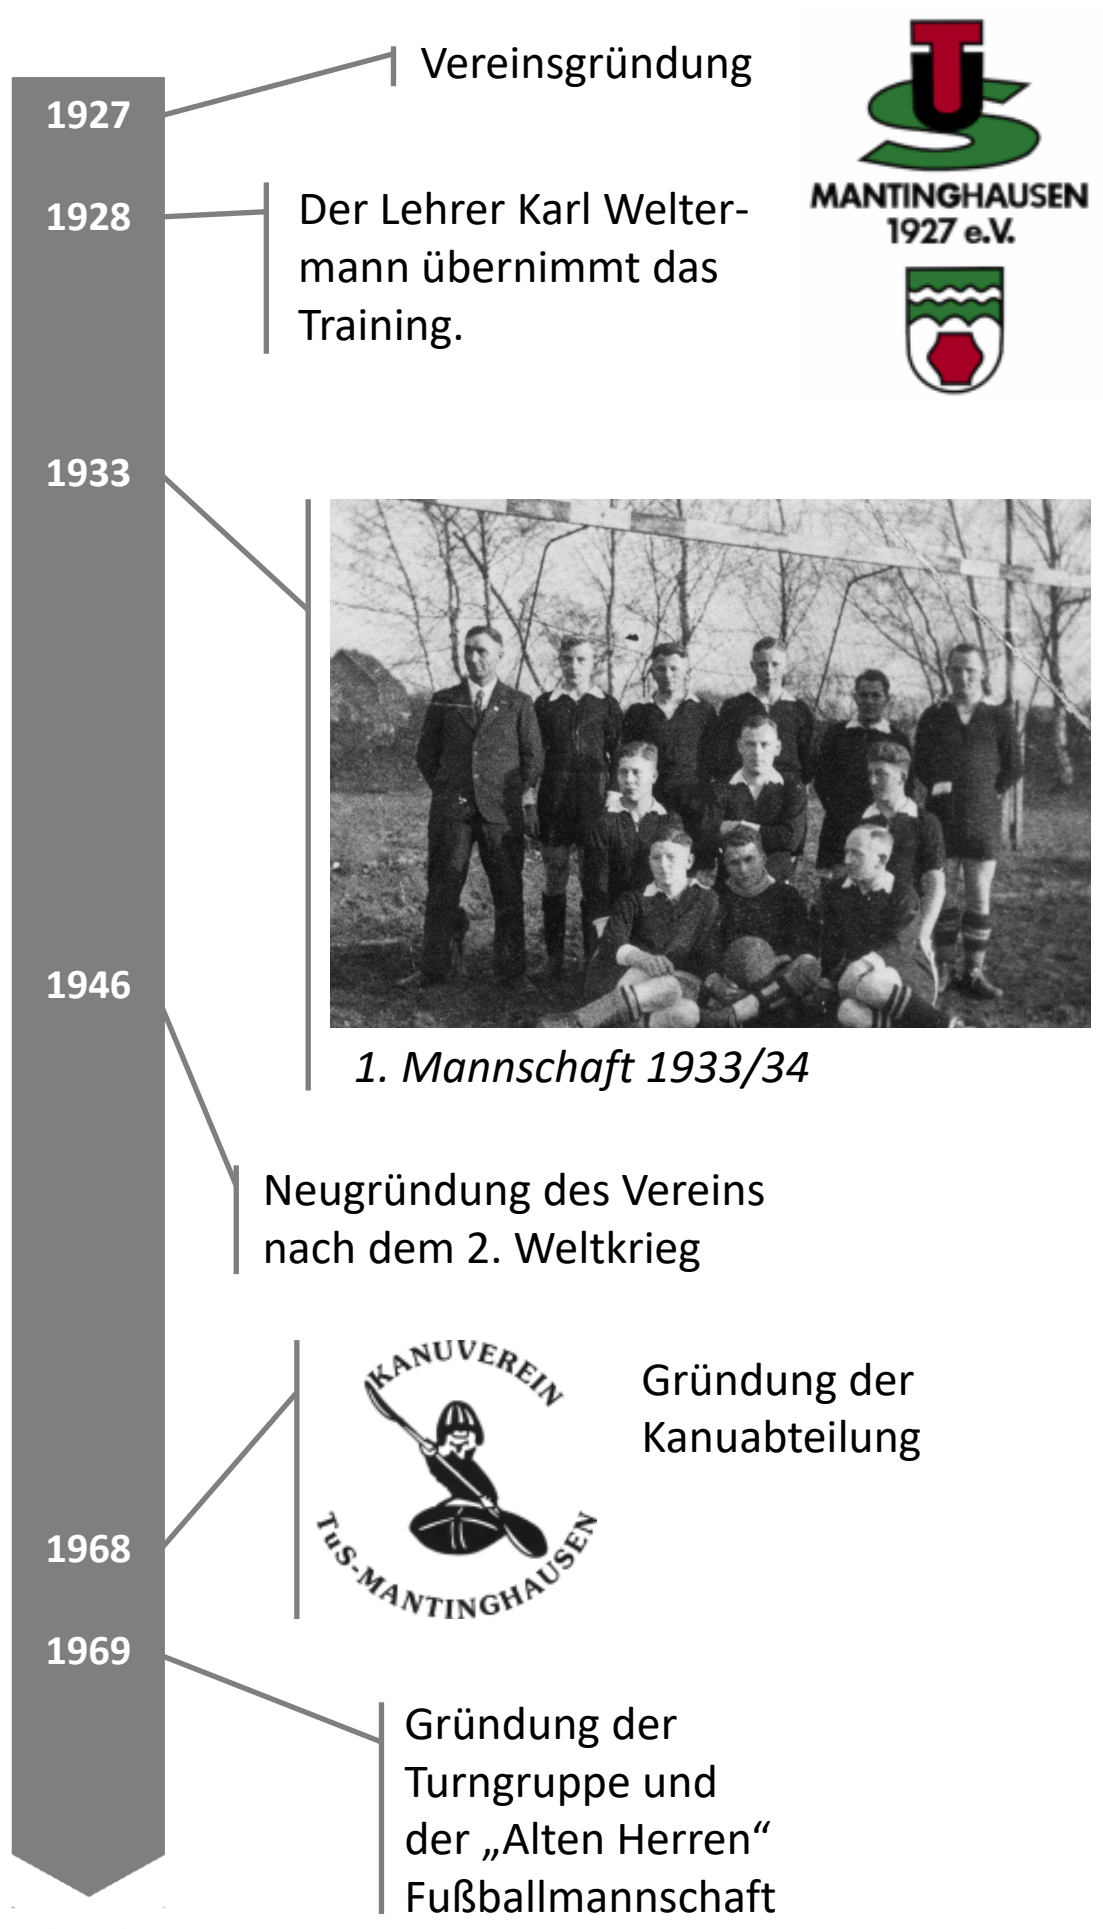 1927
Vereinsgründung
TUS
MANTINGHAUSEN
1927 e.V.
1928
Der Lehrer Karl Welter-
mann übernimmt das
Training.
1933
1. Mannschaft 1933/34
1946
Neugründung des Vereins
nach dem 2. Weltkrieg
1968
KANUVEREIN
TuS-MANTINGHAUSEN
Gründung der
Kanuabteilung
1969
Gründung der
Turngruppe und
der „Alten Herren“
Fußballmannschaft